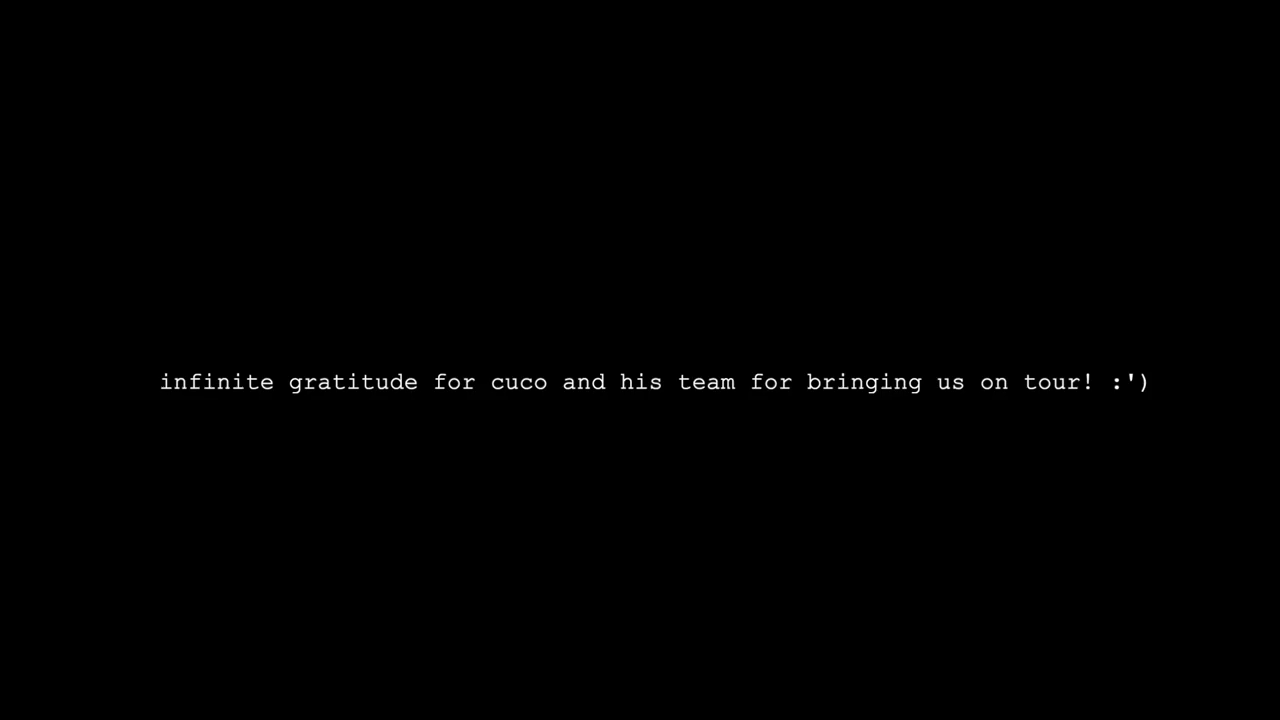 infinite gratitude for cuco and his team for bringing us on tour! :')